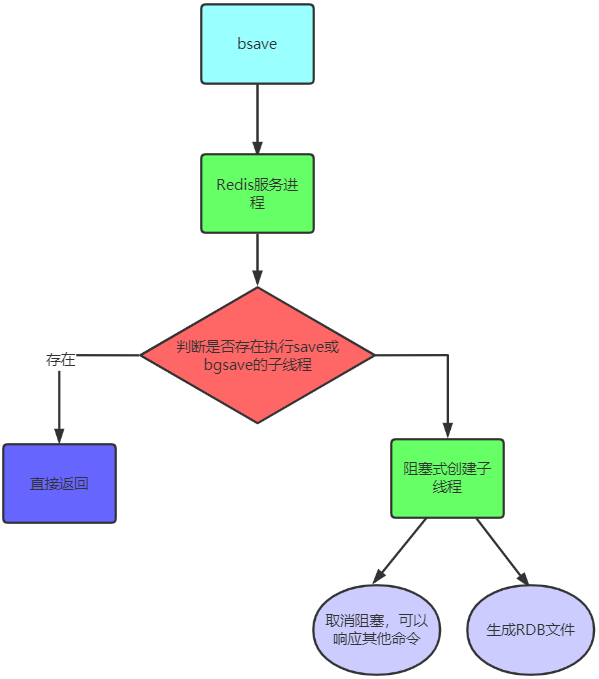 bsave
Redis服务进
程
判断是否存在执行save或
bgsave的子线程
存在
直接返回
阻塞式创建子
线程
取消阻塞，可以
响应其他命令
生成RDB文件